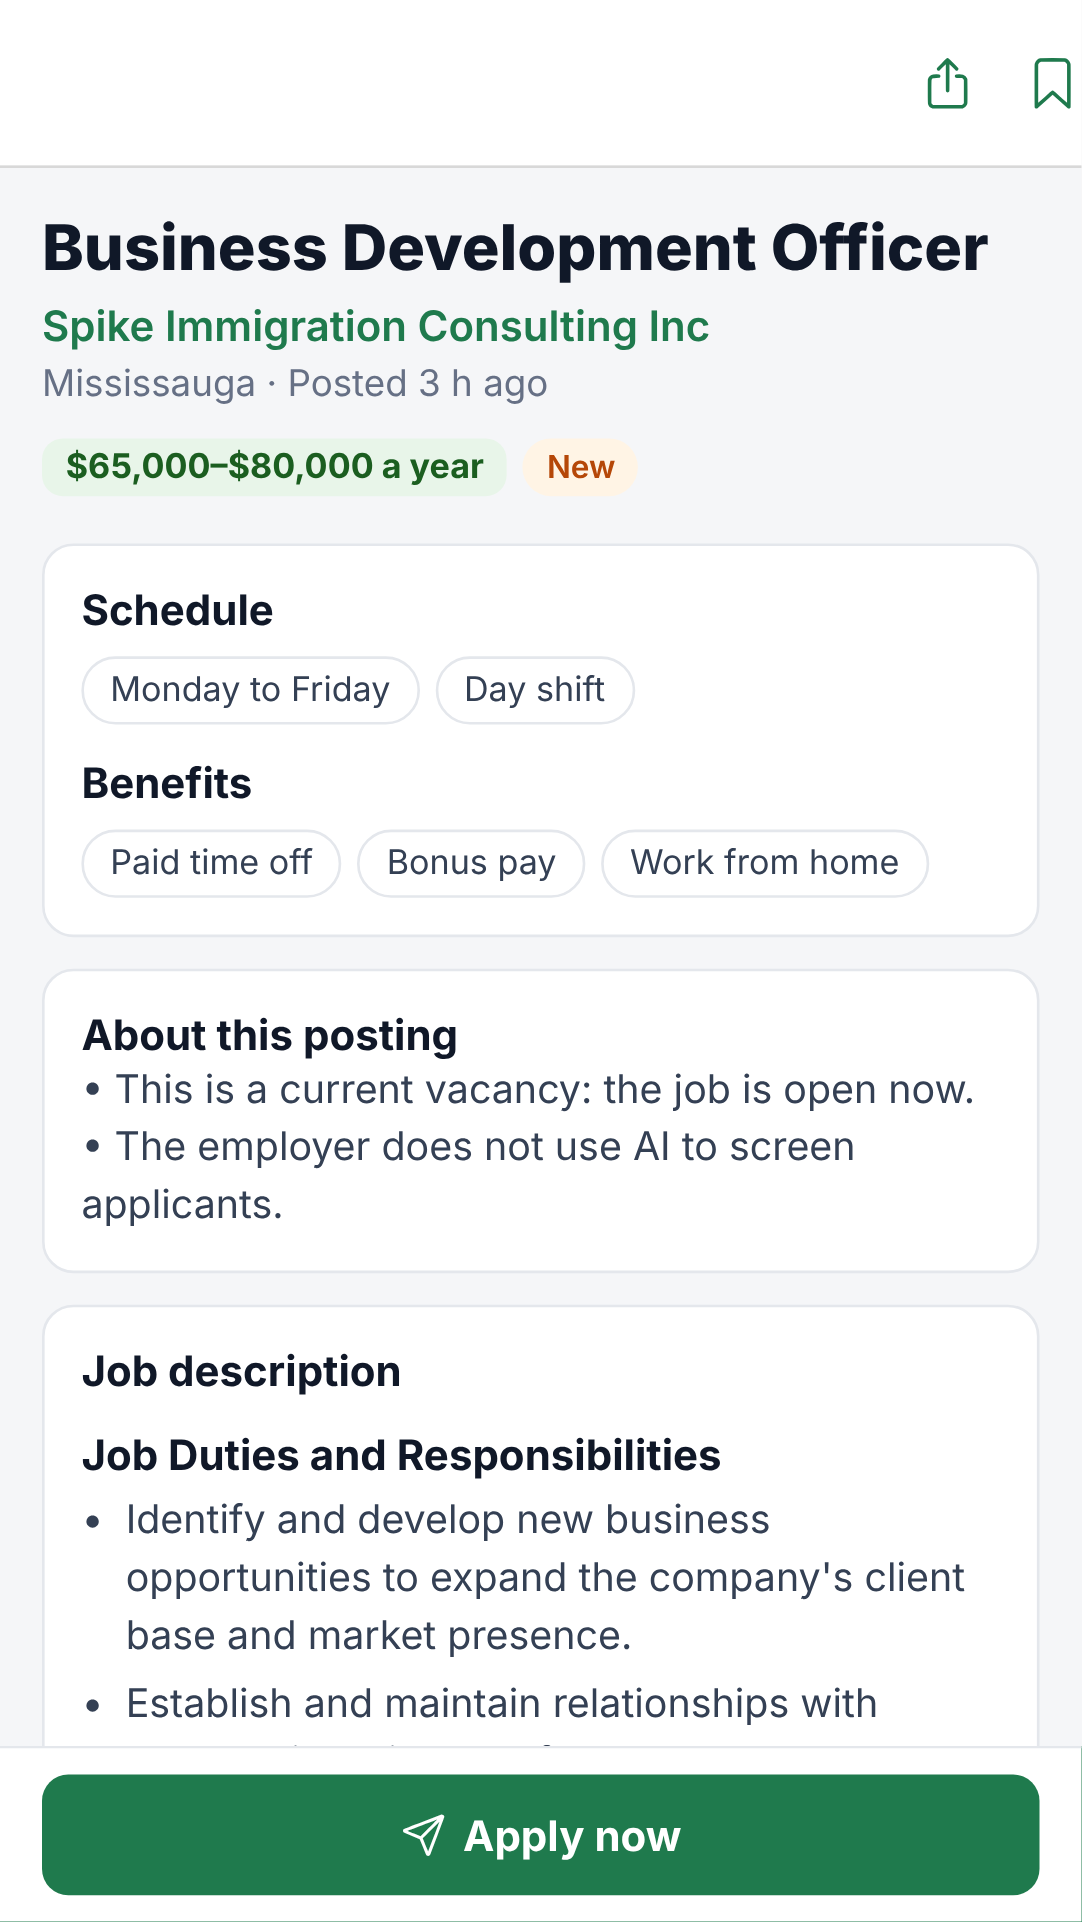 Business Development Officer
Spike Immigration Consulting Inc
Mississauga · Posted 3 h ago
$65,000–$80,000 a year New
Schedule
Monday to Friday Day shift
Benefits
Paid time off Bonus pay Work from home
About this posting
• This is a current vacancy: the job is open now.
• The employer does not use AI to screen
applicants.
Job description
Job Duties and Responsibilities
• Identify and develop new business
opportunities to expand the company's client
base and market presence.
• Establish and maintain relationships with
Apply now